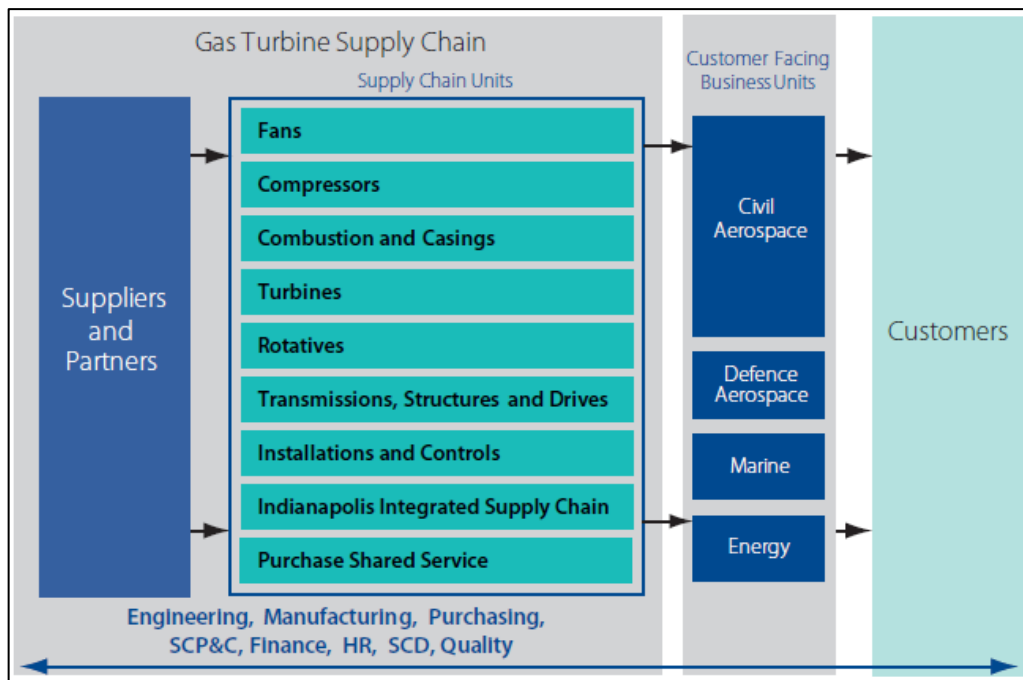 Gas Turbine Supply Chain
Supply Chain Units
Customer Facing
Business Units
Suppliers
and
Partners
Fans
Compressors
Combustion and Casings
Turbines
Rotatives
Transmissions, Structures and Drives
Installations and Controls
Indianapolis Integrated Supply Chain
Purchase Shared Service
Civil
Aerospace
Defence
Aerospace
Marine
Energy
Customers
Engineering, Manufacturing, Purchasing,
SCP&C, Finance, HR, SCD, Quality